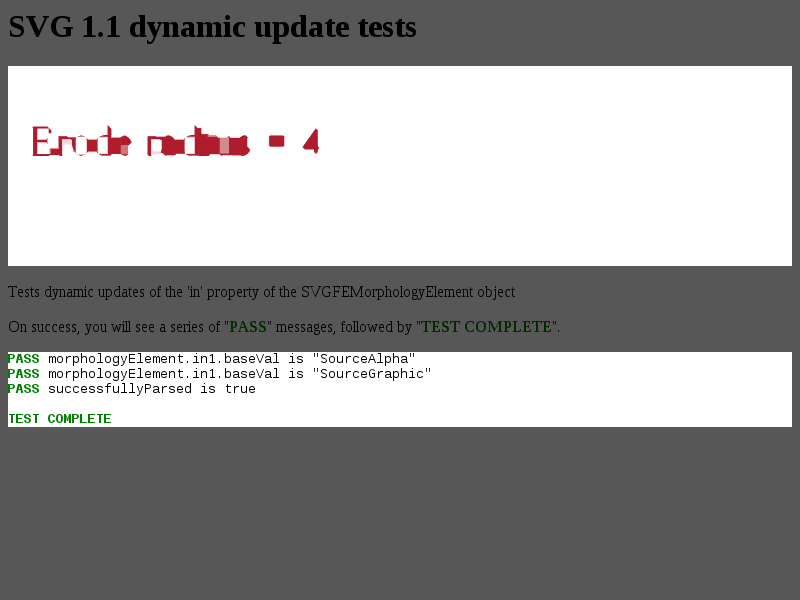 SVG 1.1 dynamic update tests
Erode radius = 4
Tests dynamic updates of the 'in' property of the SVGFEMorphologyElement object
On success, you will see a series of "PASS" messages, followed by "TEST COMPLETE".
PASS morphologyElement.in1.baseVal is "SourceAlpha"
PASS morphologyElement.in1.baseVal is "SourceGraphic"
PASS successfullyParsed is true
TEST COMPLETE